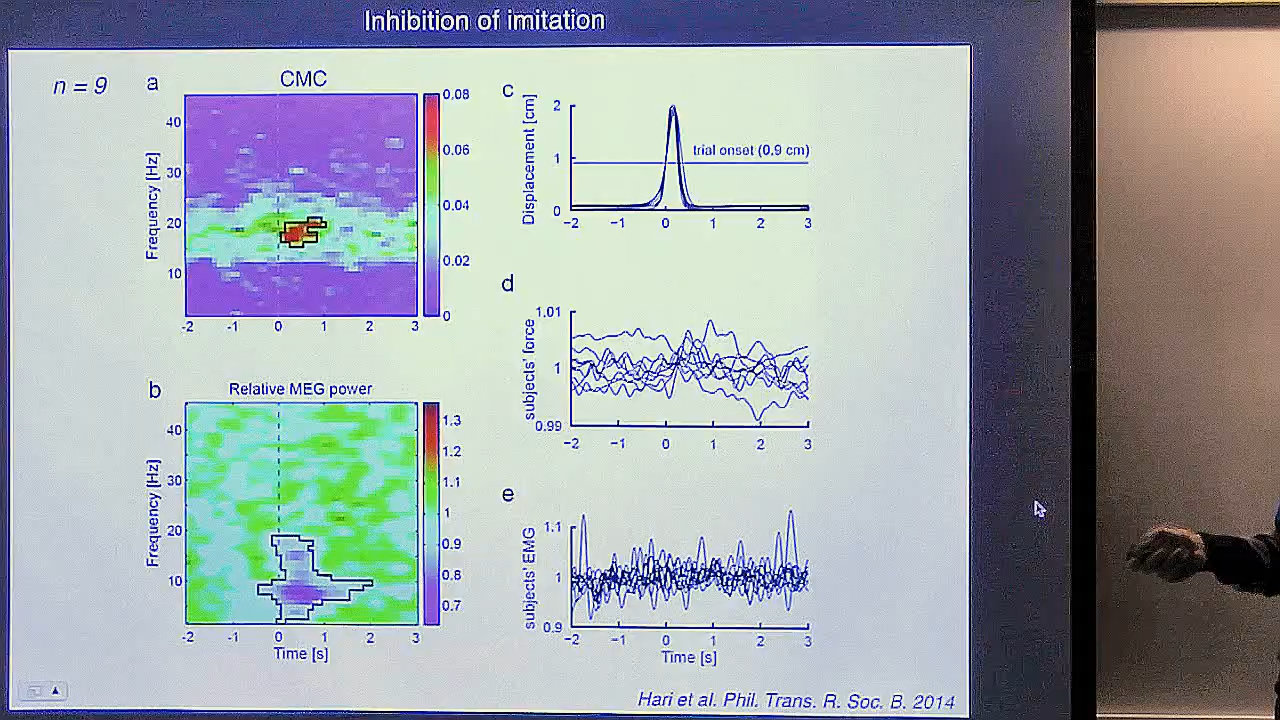 Inhibition of imitation
n = 9
a
CMC
Frequency [Hz]
40
30
20
10
-2 -1 0 1 2 3
0.08
0.06
0.04
0.02
0
b
Relative MEG power
Frequency [Hz]
40
30
20
10
-2 -1 0 1 2 3
Time [s]
1.3
1.2
1.1
1
0.9
0.8
0.7
c
Displacement [cm]
2
1
0
trial onset (0.9 cm)
−2 −1 0 1 2 3
d
subjects' force
1.01
1
0.99
−2 −1 0 1 2 3
e
subjects' EMG
1.1
1
0.9
−2 −1 0 1 2 3
Time [s]
Hari et al. Phil. Trans. R. Soc. B. 2014